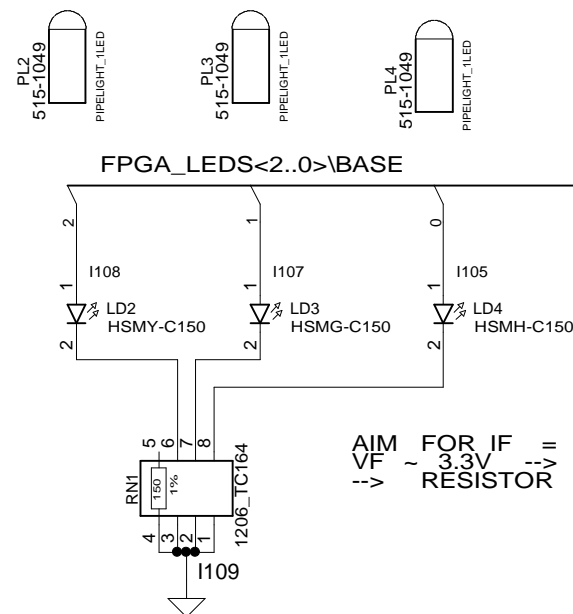 PL2
515-1049
PIPELIGHT_1LED
PL3
515-1049
PIPELIGHT_1LED
PL4
515-1049
PIPELIGHT_1LED
FPGA_LEDS<2..0>\BASE
2
1
0
1
I108
1
I107
1
I105
LD2
HSMY-C150
LD3
HSMG-C150
LD4
HSMH-C150
2
2
2
5
6
7
8
RN1
150
1%
1206_TC164
4
3
2
1
I109
AIM FOR IF =
VF ~ 3.3V -->
--> RESISTOR